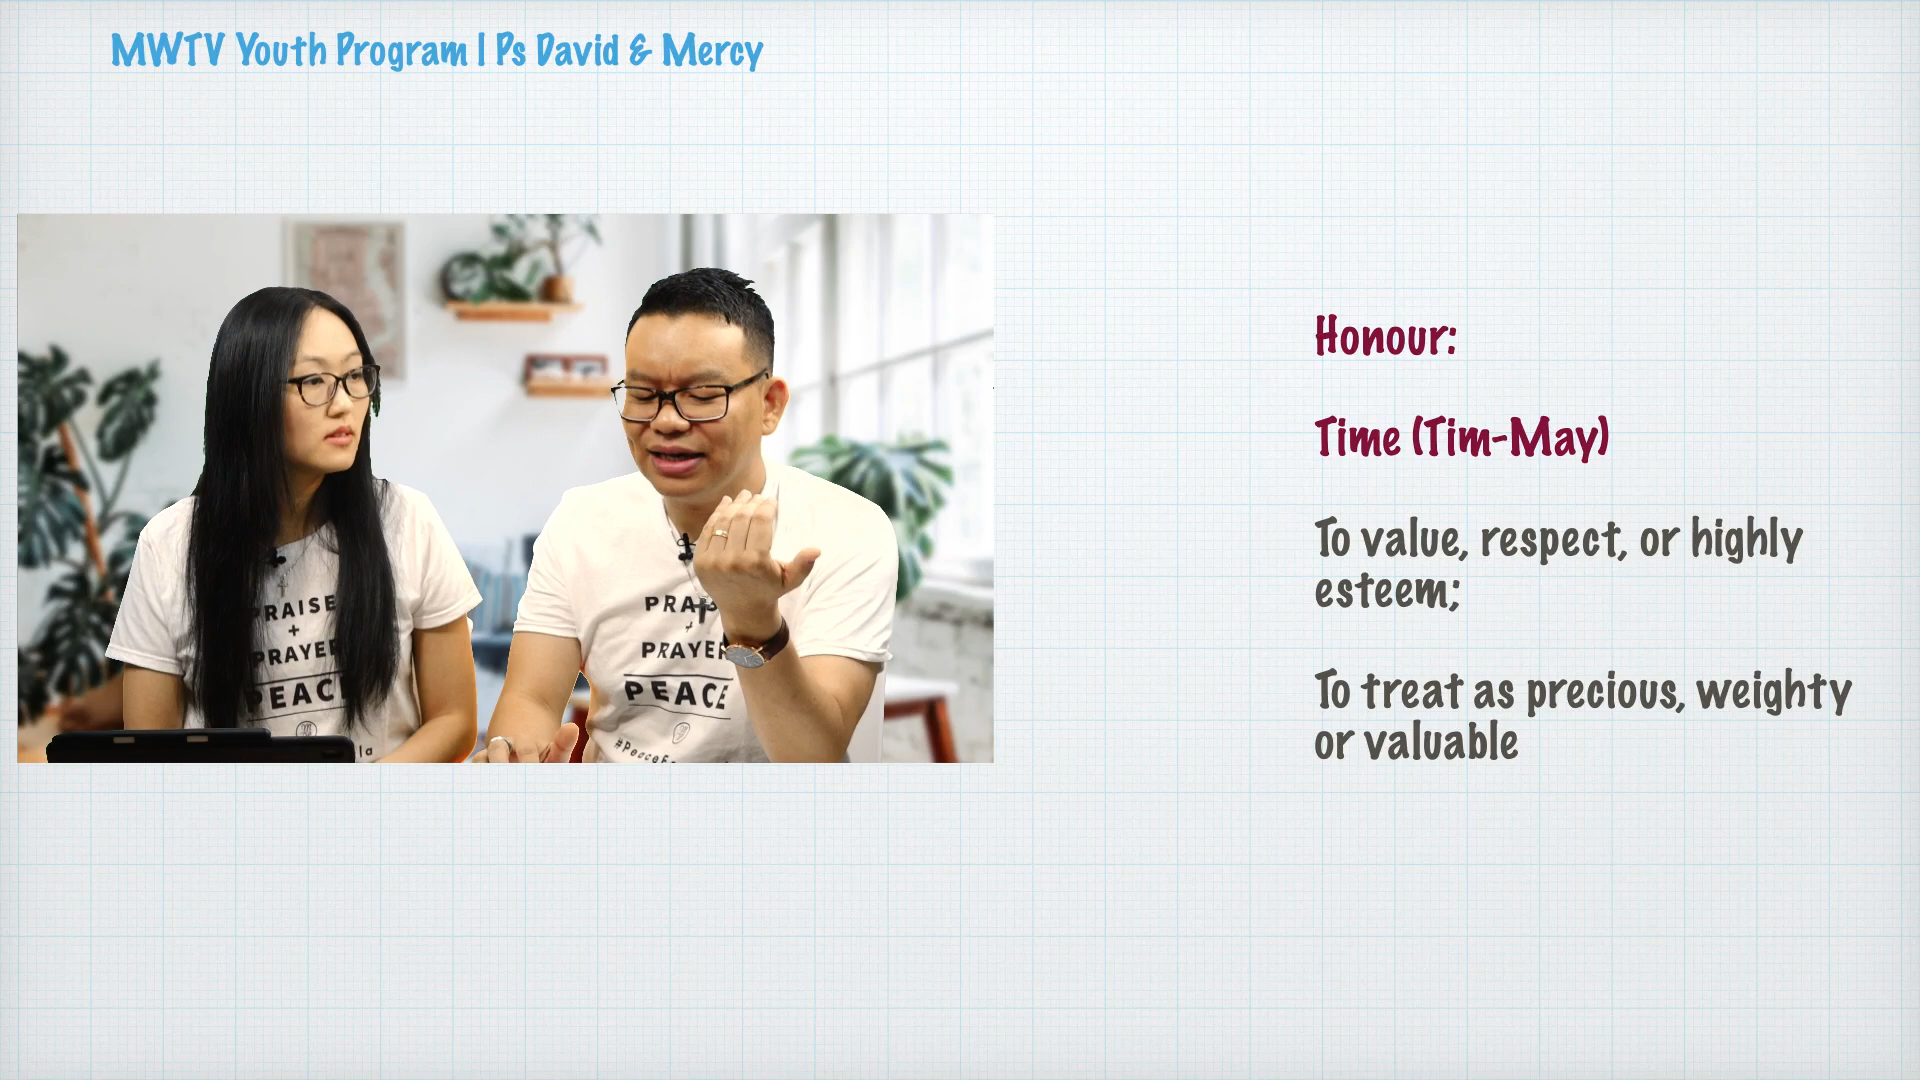 MWTV Youth Program | Ps David & Mercy
Honour:
Time (Tim-May)
To value, respect, or highly
esteem;
To treat as precious, weighty
or valuable
PRAISE
+
PRAYER
PEACE
la
PRA
+
PRAYER
PEACE